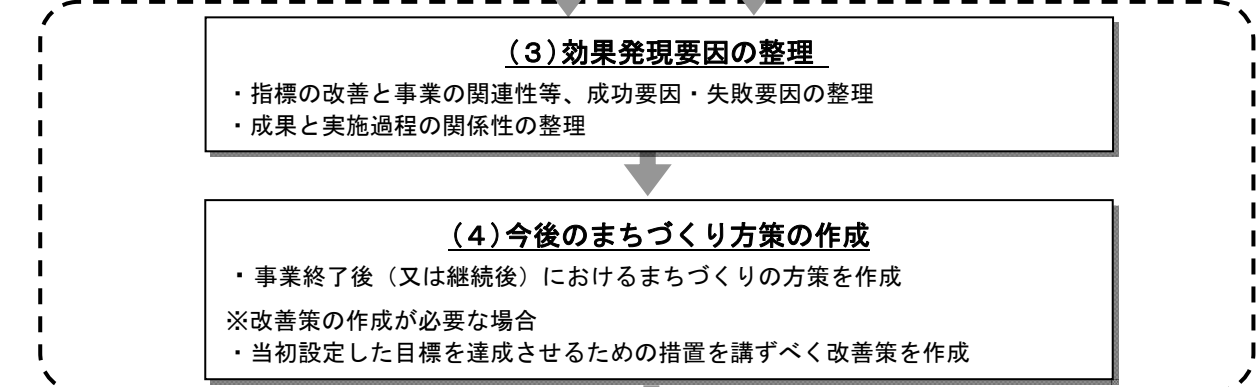 （３）効果発現要因の整理
・指標の改善と事業の関連性等、成功要因・失敗要因の整理
・成果と実施過程の関係性の整理
（４）今後のまちづくり方策の作成
・事業終了後（又は継続後）におけるまちづくりの方策を作成
※改善策の作成が必要な場合
・当初設定した目標を達成させるための措置を講ずべく改善策を作成